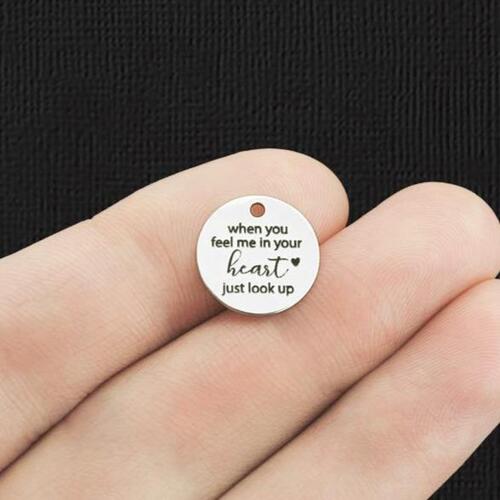 when you
feel me in your
heart ♥
just look up